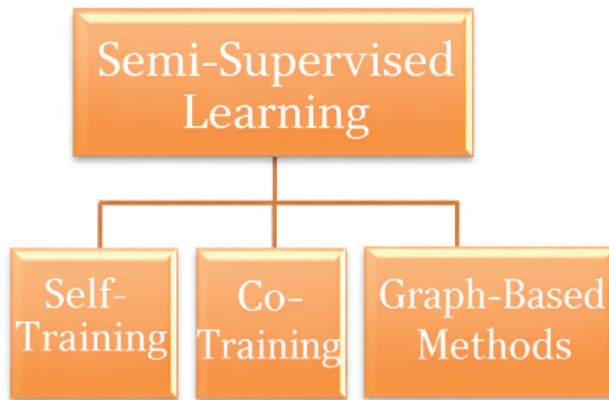 Semi-Supervised
Learning
Self-
Training
Co-
Training
Graph-Based
Methods